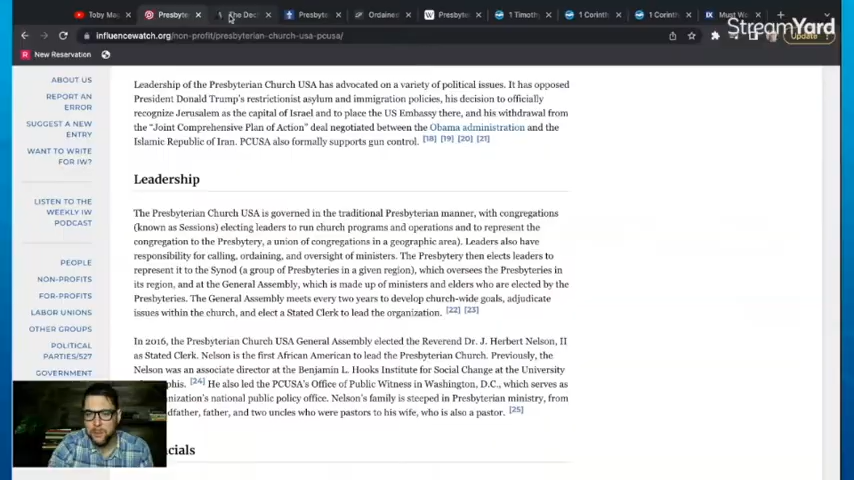 Toby Ma
Presbyte
The Decl
Presbyte
Ordained
Presbyte
1 Timothy
1 Corinth
1 Corinth
Must W
StreamYard
Update
influencewatch.org/non-profit/presbyterian-church-usa-pcusa/
New Reservation
ABOUT US
REPORT AN
ERROR
SUGGEST A NEW
ENTRY
WANT TO WRITE
FOR IW?
LISTEN TO THE
WEEKLY IW
PODCAST
PEOPLE
NON-PROFITS
FOR-PROFITS
LABOR UNIONS
OTHER GROUPS
POLITICAL
PARTIES/527
GOVERNMENT
Leadership of the Presbyterian Church USA has advocated on a variety of political issues. It has opposed
President Donald Trump's restrictionist asylum and immigration policies, his decision to officially
recognize Jerusalem as the capital of Israel and to place the US Embassy there, and his withdrawal from
the "Joint Comprehensive Plan of Action" deal negotiated between the Obama administration and the
Islamic Republic of Iran. PCUSA also formally supports gun control. [18] [19] [20] [21]
Leadership
The Presbyterian Church USA is governed in the traditional Presbyterian manner, with congregations
(known as Sessions) electing leaders to run church programs and operations and to represent the
congregation to the Presbytery, a union of congregations in a geographic area). Leaders also have
responsibility for calling, ordaining, and oversight of ministers. The Presbytery then elects leaders to
represent it to the Synod (a group of Presbyteries in a given region), which oversees the Presbyteries in
its region, and at the General Assembly, which is made up of ministers and elders who are elected by the
Presbyteries. The General Assembly meets every two years to develop church-wide goals, adjudicate
issues within the church, and elect a Stated Clerk to lead the organization. [22] [23]
In 2016, the Presbyterian Church USA General Assembly elected the Reverend Dr. J. Herbert Nelson, II
as Stated Clerk. Nelson is the first African American to lead the Presbyterian Church. Previously, the
Nelson was an associate director at the Benjamin L. Hooks Institute for Social Change at the University
phis. [24] He also led the PCUSA's Office of Public Witness in Washington, D.C., which serves as
anization's national public policy office. Nelson's family is steeped in Presbyterian ministry, from
dfather, father, and two uncles who were pastors to his wife, who is also a pastor. [25]
cials